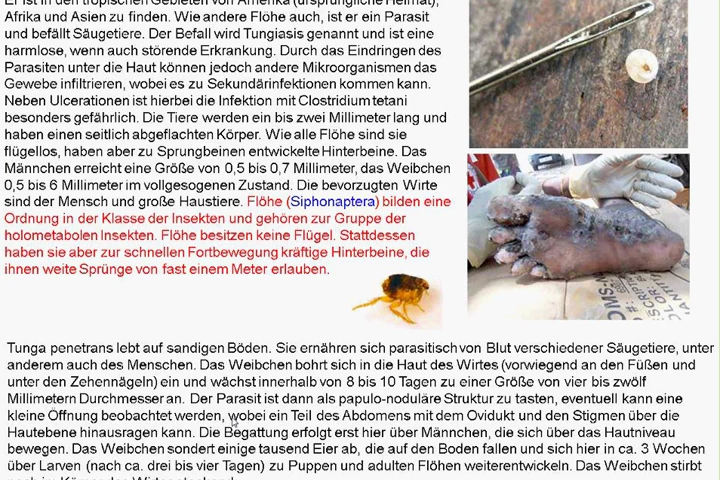 Er ist in den tropischen Gebieten von Amerika (ursprüngliche Heimat),
Afrika und Asien zu finden. Wie andere Flöhe auch, ist er ein Parasit
und befällt Säugetiere. Der Befall wird Tungiasis genannt und ist eine
harmlose, wenn auch störende Erkrankung. Durch das Eindringen des
Parasiten unter die Haut können jedoch andere Mikroorganismen das
Gewebe infiltrieren, wobei es zu Sekundärinfektionen kommen kann.
Neben Ulcerationen ist hierbei die Infektion mit Clostridium tetani
besonders gefährlich. Die Tiere werden ein bis zwei Millimeter lang und
haben einen seitlich abgeflachten Körper. Wie alle Flöhe sind sie
flügellos, haben aber zu Sprungbeinen entwickelte Hinterbeine. Das
Männchen erreicht eine Größe von 0,5 bis 0,7 Millimeter, das Weibchen
0,5 bis 6 Millimeter im vollgesogenen Zustand. Die bevorzugten Wirte
sind der Mensch und große Haustiere. Flöhe (Siphonaptera) bilden eine
Ordnung in der Klasse der Insekten und gehören zur Gruppe der
holometabolen Insekten. Flöhe besitzen keine Flügel. Stattdessen
haben sie aber zur schnellen Fortbewegung kräftige Hinterbeine, die
ihnen weite Sprünge von fast einem Meter erlauben.
Tunga penetrans lebt auf sandigen Böden. Sie ernähren sich parasitisch von Blut verschiedener Säugetiere, unter
anderem auch des Menschen. Das Weibchen bohrt sich in die Haut des Wirtes (vorwiegend an den Füßen und
unter den Zehennägeln) ein und wächst innerhalb von 8 bis 10 Tagen zu einer Größe von vier bis zwölf
Millimetern Durchmesser an. Der Parasit ist dann als papulo-noduläre Struktur zu tasten, eventuell kann eine
kleine Öffnung beobachtet werden, wobei ein Teil des Abdomens mit dem Ovidukt und den Stigmen über die
Hautebene hinausragen kann. Die Begattung erfolgt erst hier über Männchen, die sich über das Hautniveau
bewegen. Das Weibchen sondert einige tausend Eier ab, die auf den Boden fallen und sich hier in ca. 3 Wochen
über Larven (nach ca. drei bis vier Tagen) zu Puppen und adulten Flöhen weiterentwickeln. Das Weibchen stirbt